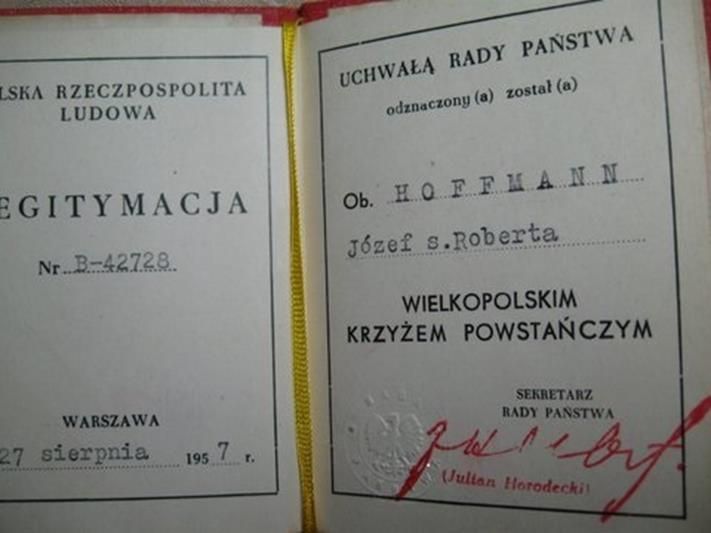 LSKA RZECZPOSPOLITA
LUDOWA
EGITYMACJA
Nr B-42728
WARSZAWA
27 sierpnia 1957 r.
UCHWAŁĄ RADY PAŃSTWA
odznaczony (a) został (a)
Ob. HOFFMANN
Józef s.Roberta
WIELKOPOLSKIM
KRZYŻEM POWSTAŃCZYM
SEKRETARZ
RADY PAŃSTWA
(Julian Horodecki)